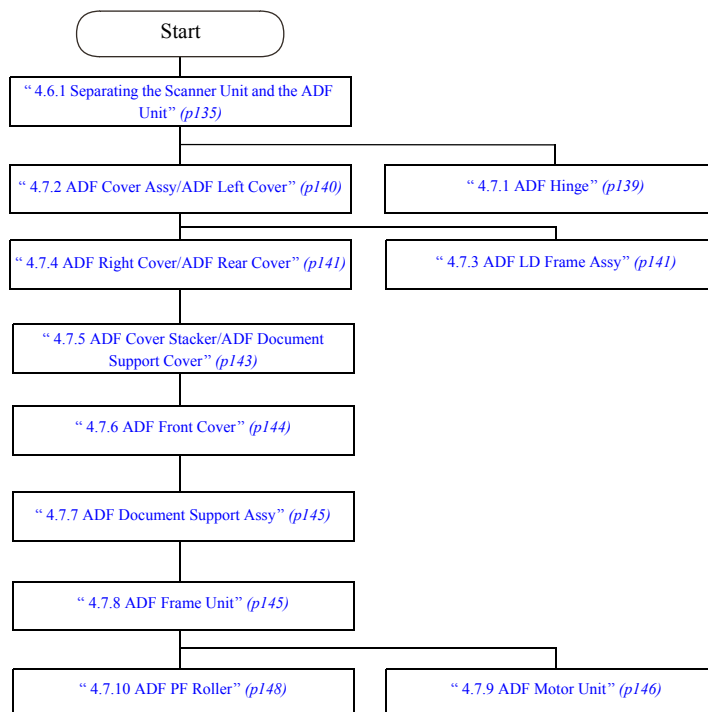 Start
“ 4.6.1 Separating the Scanner Unit and the ADF
Unit” (p135)
“ 4.7.2 ADF Cover Assy/ADF Left Cover” (p140)
“ 4.7.1 ADF Hinge” (p139)
“ 4.7.4 ADF Right Cover/ADF Rear Cover” (p141)
“ 4.7.3 ADF LD Frame Assy” (p141)
“ 4.7.5 ADF Cover Stacker/ADF Document
Support Cover” (p143)
“ 4.7.6 ADF Front Cover” (p144)
“ 4.7.7 ADF Document Support Assy” (p145)
“ 4.7.8 ADF Frame Unit” (p145)
“ 4.7.10 ADF PF Roller” (p148)
“ 4.7.9 ADF Motor Unit” (p146)